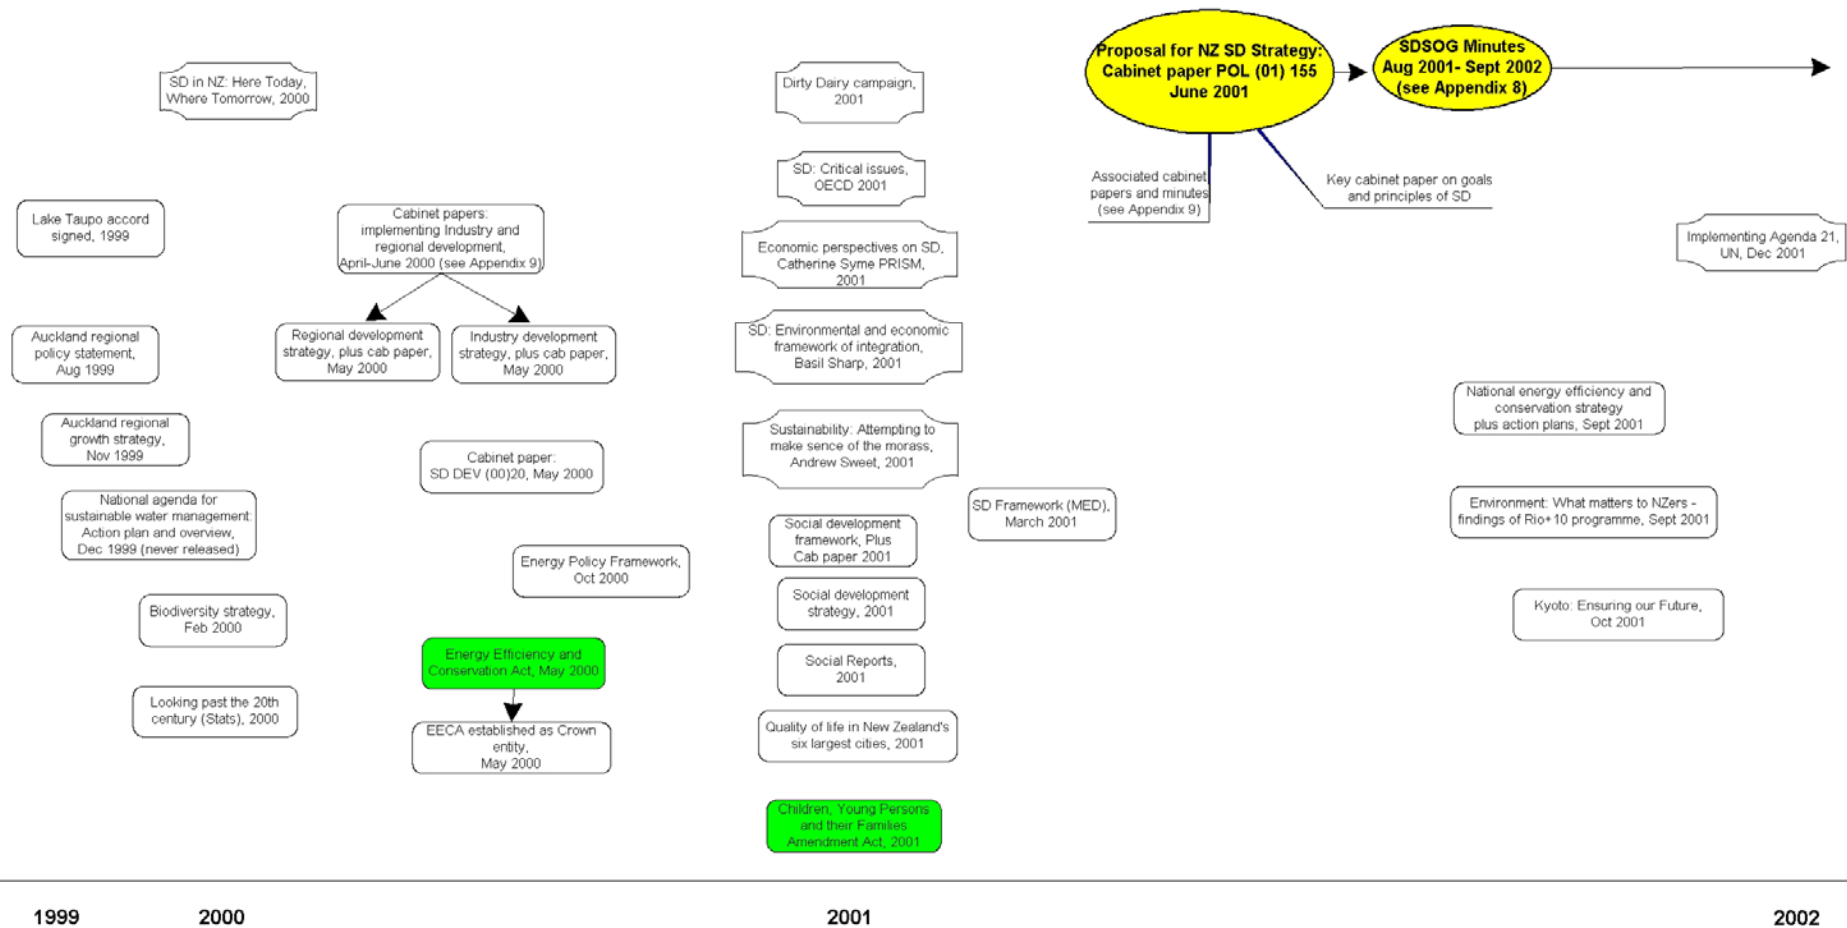 Proposal for NZ SD Strategy:
Cabinet paper POL (01) 155
June 2001
SDSOG Minutes
Aug 2001- Sept 2002
(see Appendix 8)
SD in NZ: Here Today,
Where Tomorrow, 2000
Dirty Dairy campaign,
2001
SD: Critical issues,
OECD 2001
Associated cabinet
papers and minutes
(see Appendix 9)
Key cabinet paper on goals
and principles of SD
Lake Taupo accord
signed, 1999
Cabinet papers:
implementing Industry and
regional development,
April-June 2000 (see Appendix 9)
Economic perspectives on SD,
Catherine Syme PRISM,
2001
Implementing Agenda 21,
UN, Dec 2001
Auckland regional
policy statement,
Aug 1999
Regional development
strategy, plus cab paper,
May 2000
Industry development
strategy, plus cab paper,
May 2000
SD: Environmental and economic
framework of integration,
Basil Sharp, 2001
National energy efficiency and
conservation strategy
plus action plans, Sept 2001
Auckland regional
growth strategy,
Nov 1999
Cabinet paper:
SD DEV (00)20, May 2000
Sustainability: Attempting to
make sence of the morass,
Andrew Sweet, 2001
National agenda for
sustainable water management:
Action plan and overview,
Dec 1999 (never released)
SD Framework (MED),
March 2001
Environment: What matters to NZers -
findings of Rio+10 programme, Sept 2001
Social development
framework, Plus
Cab paper 2001
Energy Policy Framework,
Oct 2000
Biodiversity strategy,
Feb 2000
Social development
strategy, 2001
Kyoto: Ensuring our Future,
Oct 2001
Energy Efficiency and
Conservation Act, May 2000
Social Reports,
2001
Looking past the 20th
century (Stats), 2000
EECA established as Crown
entity,
May 2000
Quality of life in New Zealand's
six largest cities, 2001
Children, Young Persons
and their Families
Amendment Act, 2001
1999
2000
2001
2002